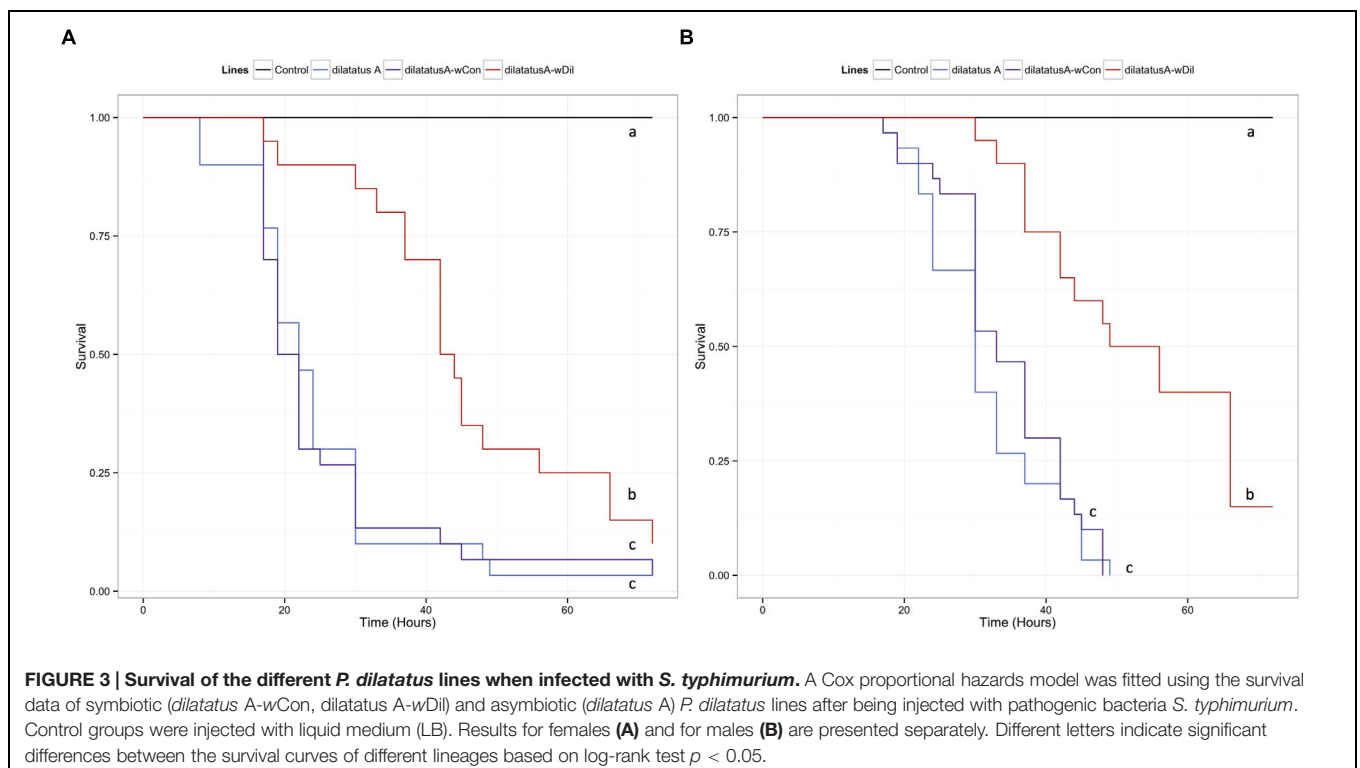 A
B
Lines Control dilatatus A dilatatusA-wCon dilatatusA-wDil
Lines Control dilatatus A dilatatusA-wCon dilatatusA-wDil
1.00
0.75
0.50
0.25
0.00
Survival
a
b
c
c
0
20
40
60
Time (Hours)
1.00
0.75
0.50
0.25
0.00
Survival
a
b
c
c
0
20
40
60
Time (Hours)
FIGURE 3 | Survival of the different P. dilatatus lines when infected with S. typhimurium. A Cox proportional hazards model was fitted using the survival
data of symbiotic (dilatatus A-wCon, dilatatus A-wDil) and asymbiotic (dilatatus A) P. dilatatus lines after being injected with pathogenic bacteria S. typhimurium.
Control groups were injected with liquid medium (LB). Results for females (A) and for males (B) are presented separately. Different letters indicate significant
differences between the survival curves of different lineages based on log-rank test p < 0.05.